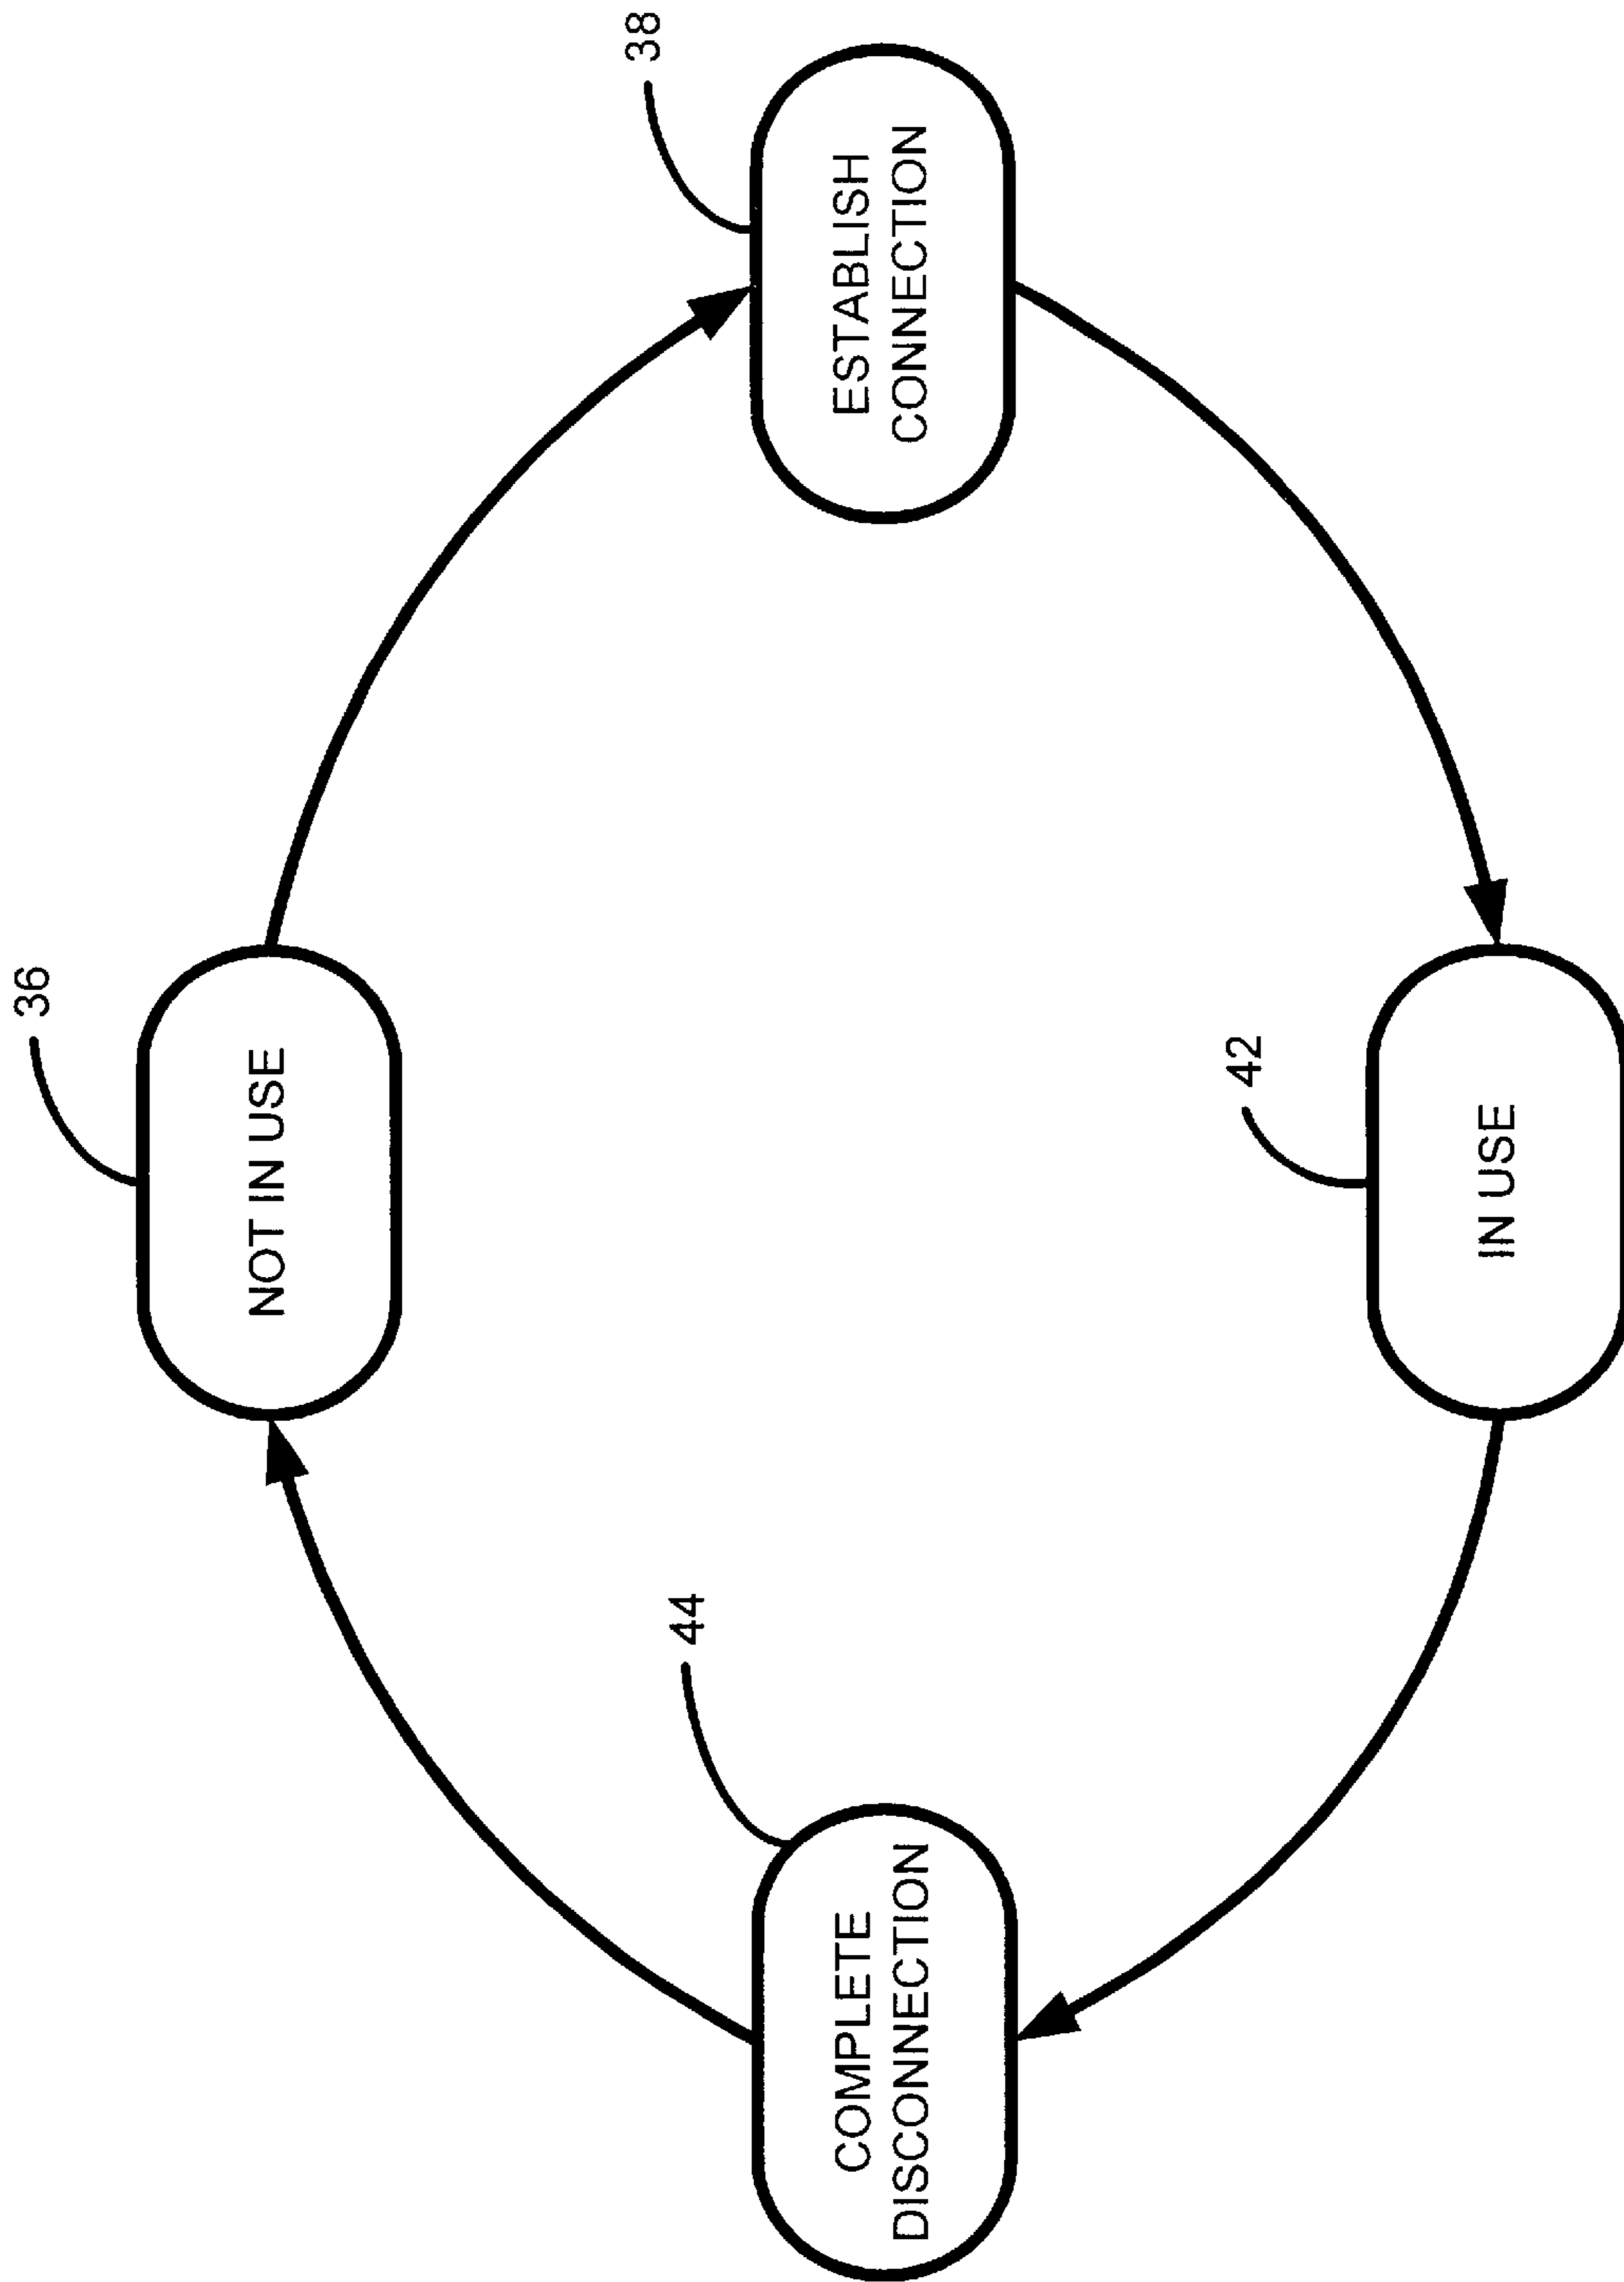 36
NOT IN USE
38
ESTABLISH
CONNECTION
44
COMPLETE
DISCONNECTION
42
IN USE